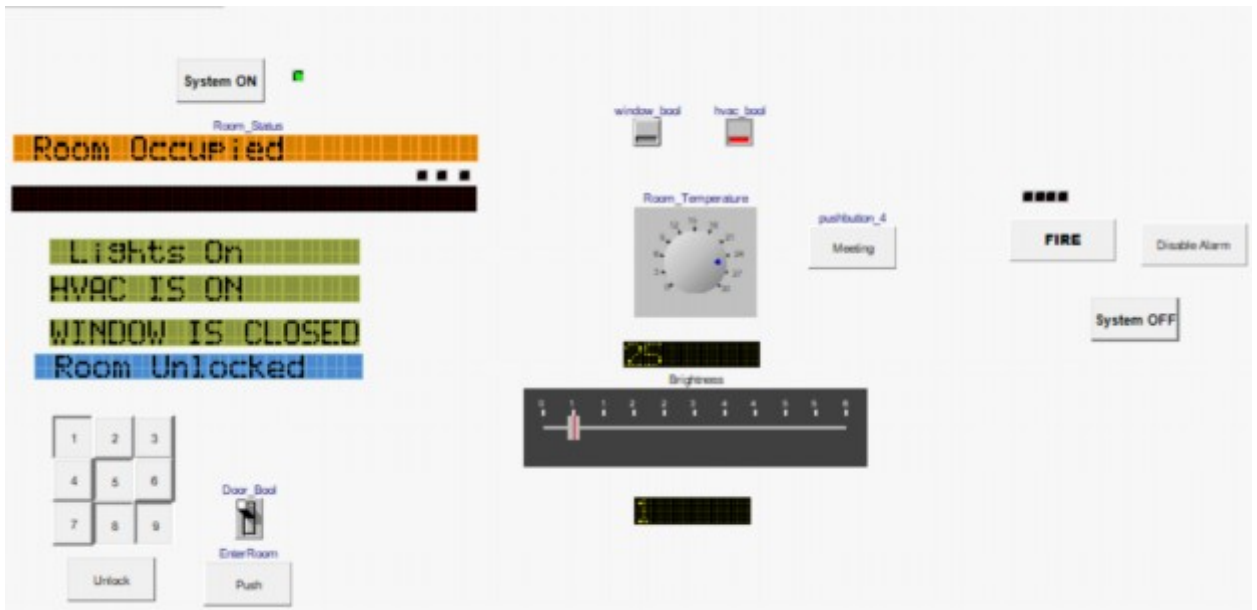 System ON
Room_Status
Room Occupied
Lights On
HVAC IS ON
WINDOW IS CLOSED
Room Unlocked
1 2 3
4 5 6
7 8 9
Unlock
Door_Bool
EnterRoom
Push
window_bool hvac_bool
Room_Temperature
25
Brightness
1
pushbutton_4
Meeting
FIRE
Disable Alarm
System OFF